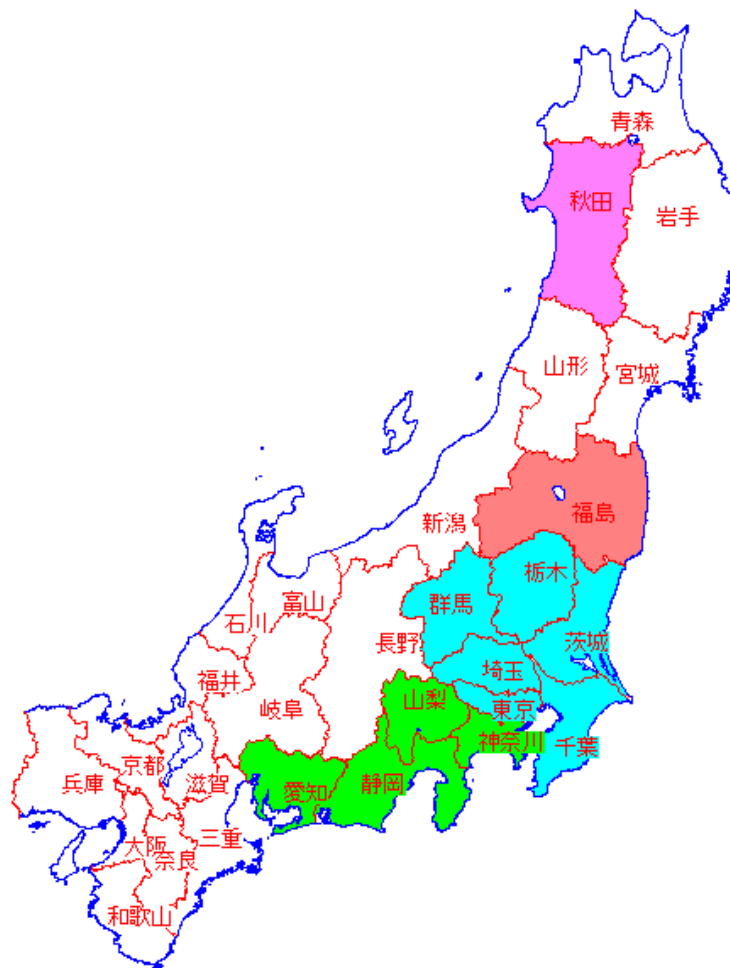 青森
秋田
岩手
山形
宮城
福島
新潟
栃木
群馬
富山
石川
長野
茨城
埼玉
福井
山梨
岐阜
東京
神奈川
千葉
京都
兵庫
滋賀
愛知
静岡
三重
大阪
奈良
和歌山